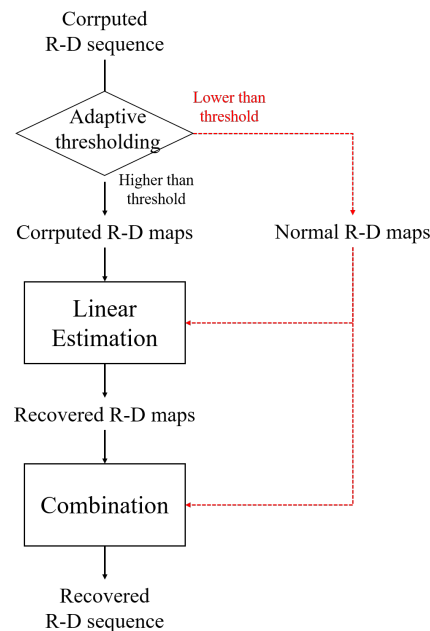 Corrputed
R-D sequence
Lower than
threshold
Adaptive
thresholding
Higher than
threshold
Corrputed R-D maps
Normal R-D maps
Linear
Estimation
Recovered R-D maps
Combination
Recovered
R-D sequence